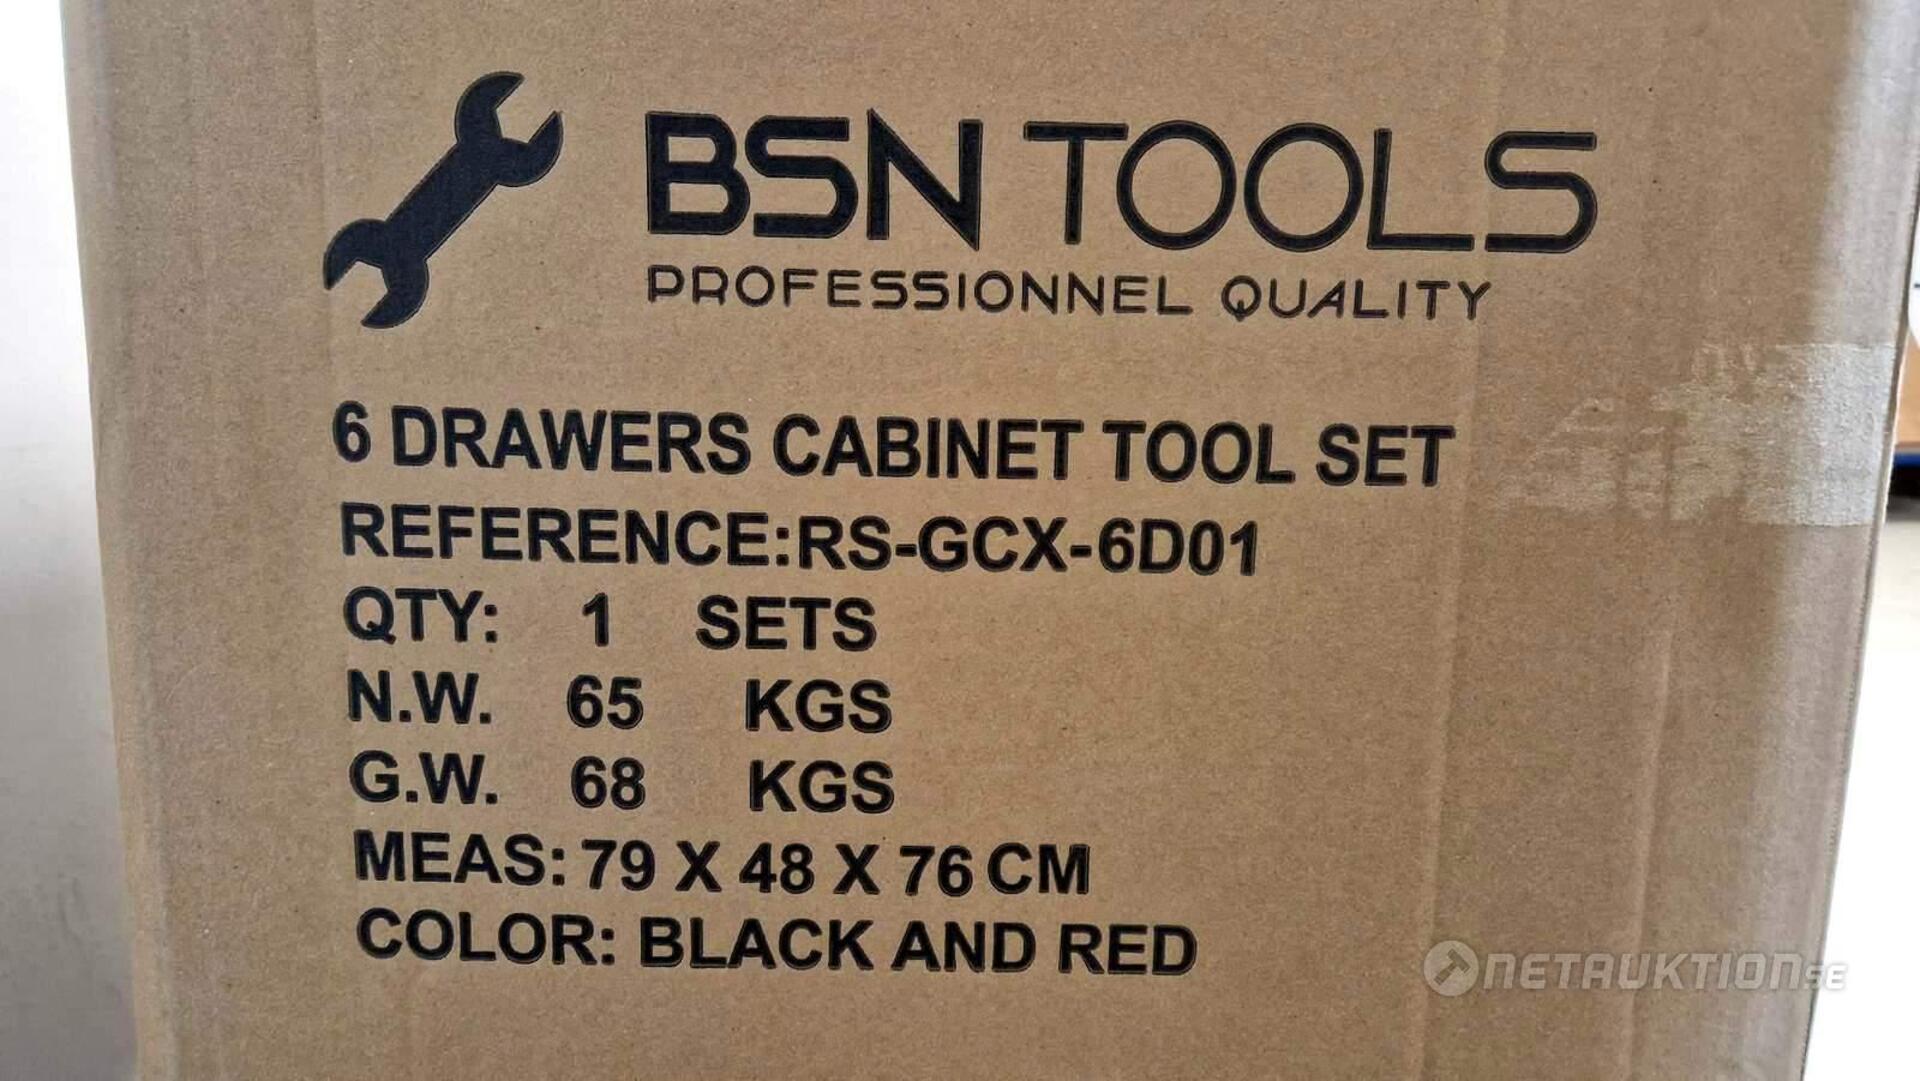 BSN TOOLS
PROFESSIONNEL QUALITY
6 DRAWERS CABINET TOOL SET
REFERENCE:RS-GCX-6D01
QTY: 1 SETS
N.W. 65 KGS
G.W. 68 KGS
MEAS: 79 X 48 X 76 CM
COLOR: BLACK AND RED
NETAUKTION.SE